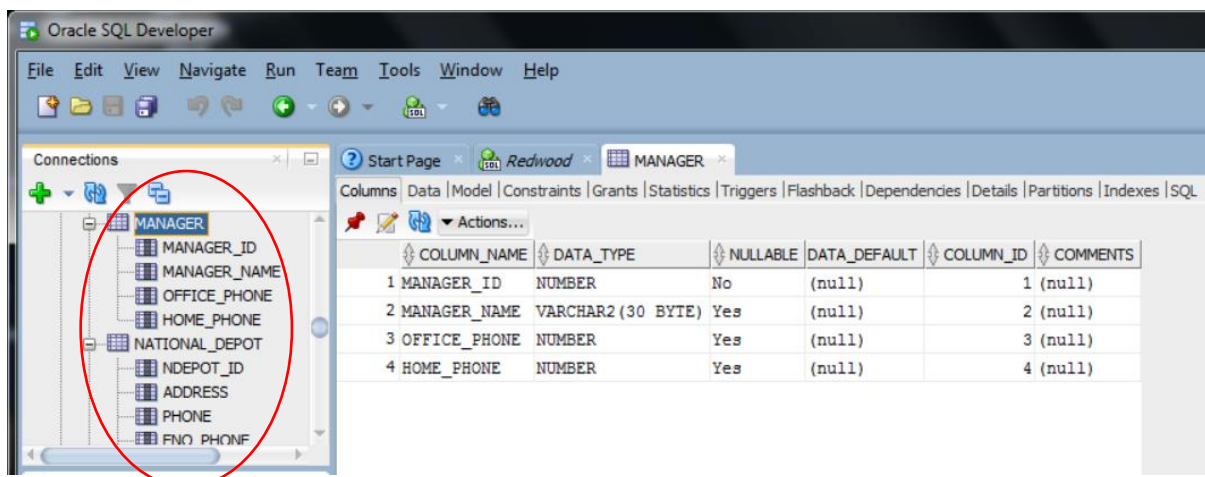 Oracle SQL Developer
File Edit View Navigate Run Team Tools Window Help
SQL
Connections
MANAGER
MANAGER_ID
MANAGER_NAME
OFFICE_PHONE
HOME_PHONE
NATIONAL_DEPOT
NDEPOT_ID
ADDRESS
PHONE
ENO_PHONE
Start Page Redwood MANAGER
Columns Data |Model |Constraints |Grants |Statistics |Triggers |Flashback |Dependencies |Details |Partitions |Indexes |SQL
Actions...
COLUMN_NAME DATA_TYPE NULLABLE DATA_DEFAULT COLUMN_ID COMMENTS
1 MANAGER_ID NUMBER No (null) 1 (null)
2 MANAGER_NAME VARCHAR2(30 BYTE) Yes (null) 2 (null)
3 OFFICE_PHONE NUMBER Yes (null) 3 (null)
4 HOME_PHONE NUMBER Yes (null) 4 (null)